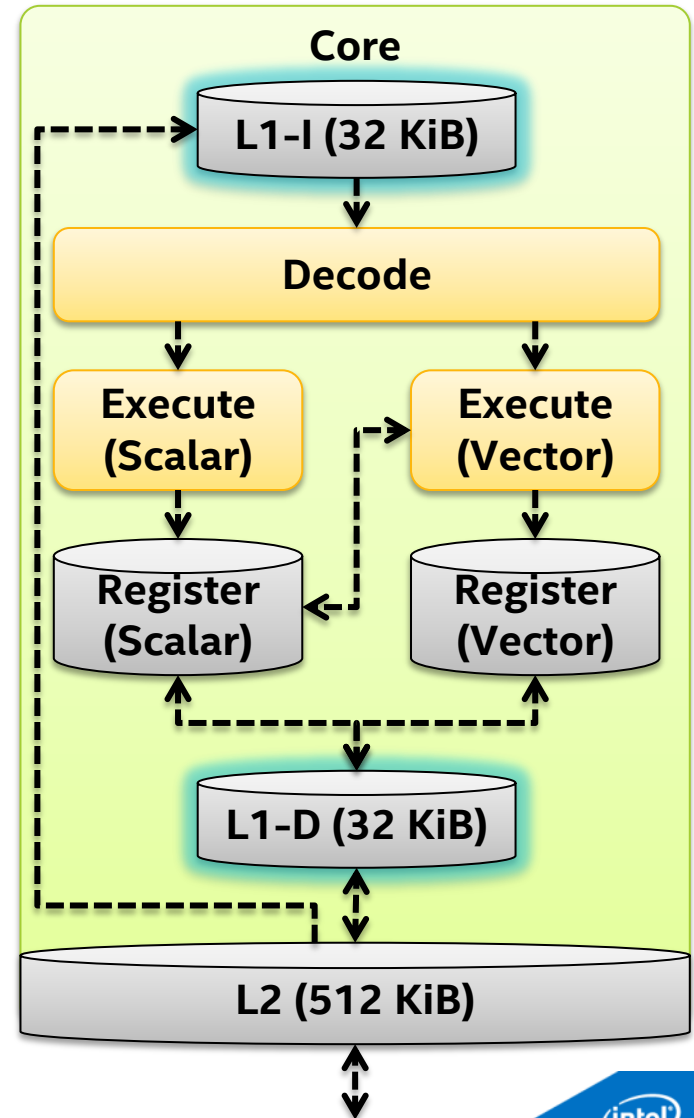 Core
L1-I (32 KiB)
Decode
Execute
(Scalar)
Execute
(Vector)
Register
(Scalar)
Register
(Vector)
L1-D (32 KiB)
L2 (512 KiB)
(intel)